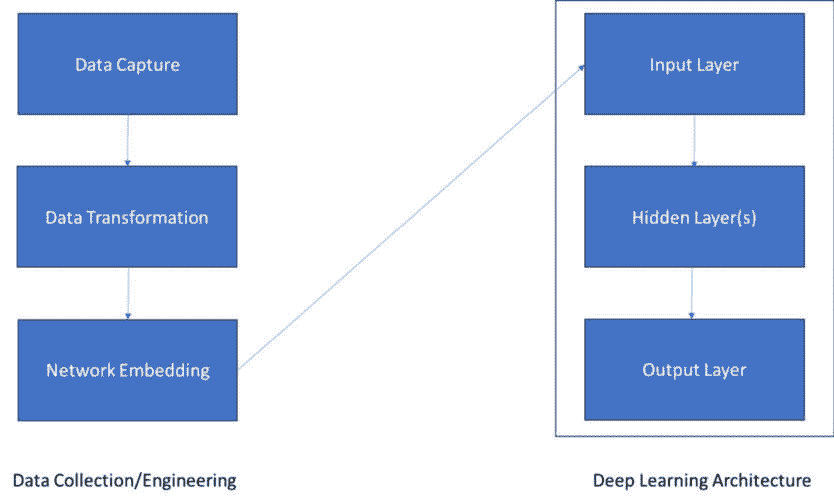 Data Capture
Data Transformation
Network Embedding
Data Collection/Engineering
Input Layer
Hidden Layer(s)
Output Layer
Deep Learning Architecture